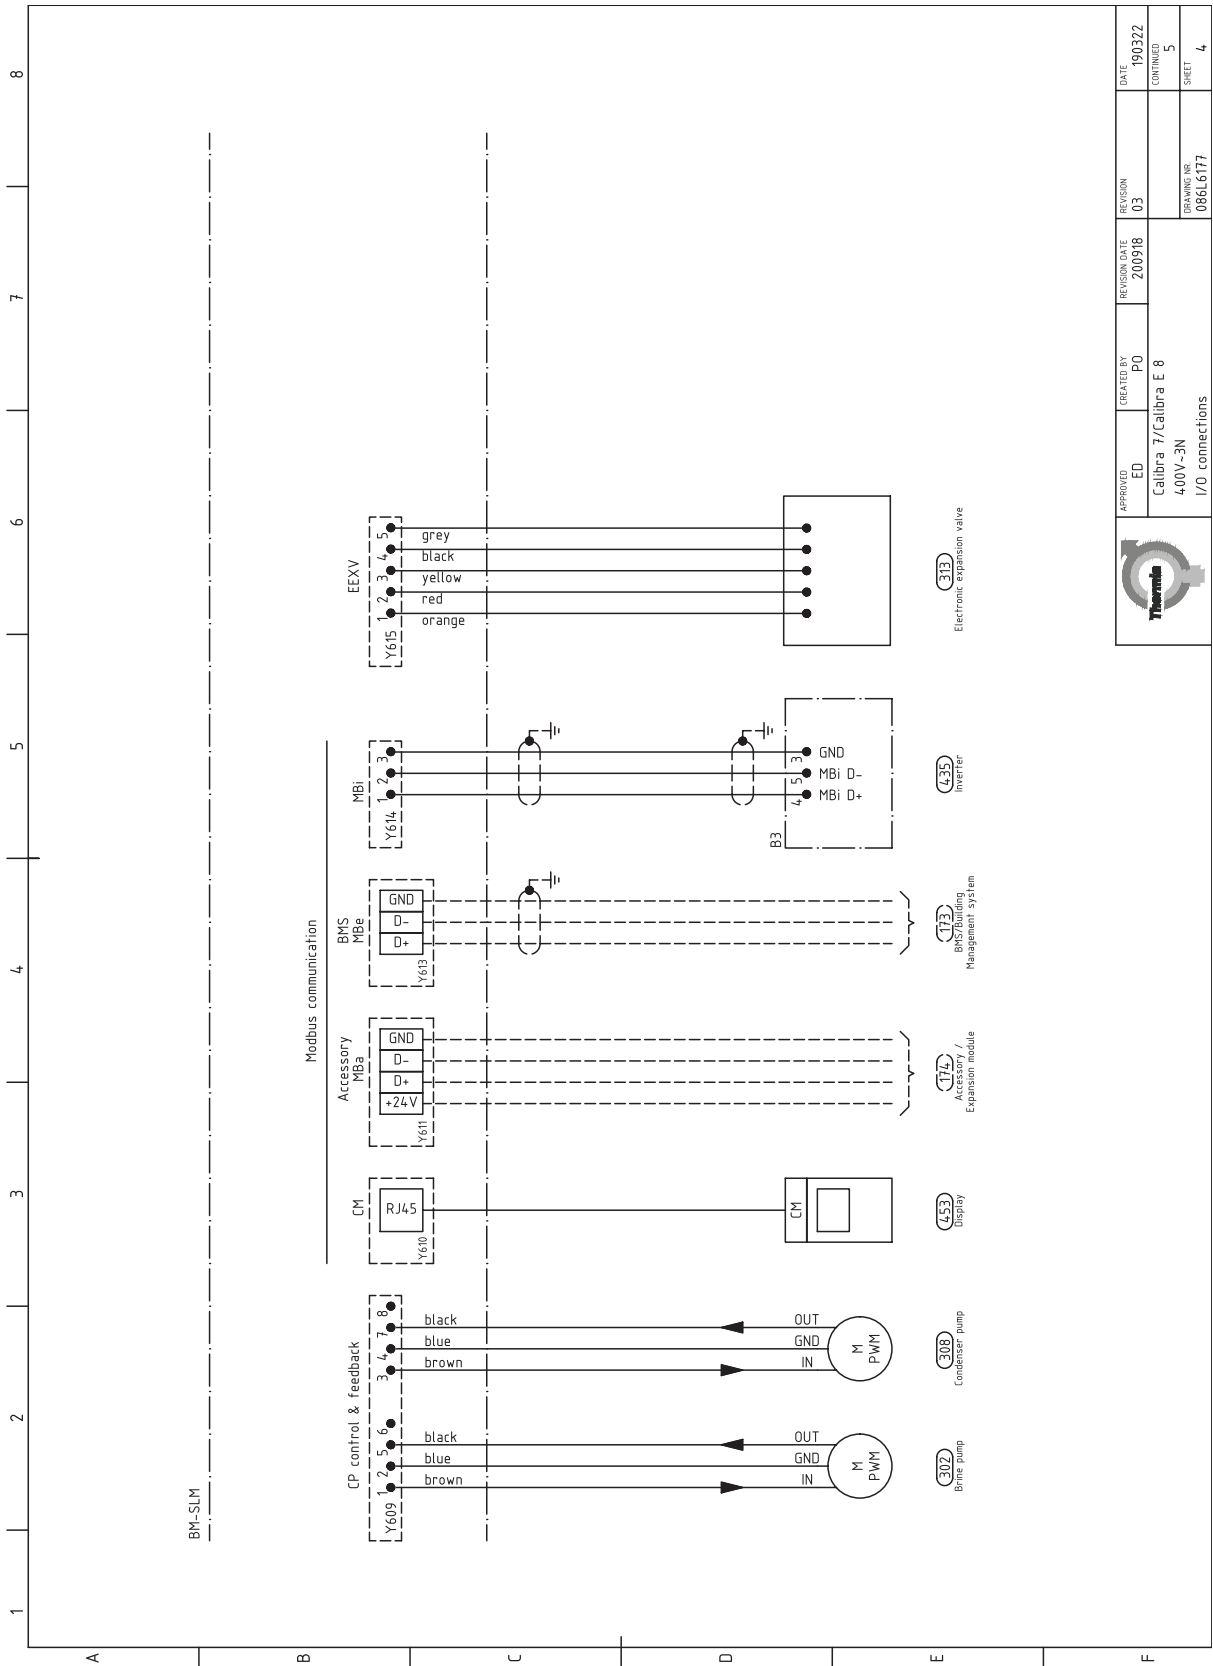 1
2
3
4
5
6
7
8
A
B
C
D
E
F
BM-SLM
Modbus communication
CP control & feedback
Y609
1
2
5
6
3
4
7
8
brown
blue
black
brown
blue
black
IN
GND
OUT
IN
GND
OUT
M
PWM
M
PWM
302
Brine pump
308
Condenser pump
CM
RJ45
Y610
CM
453
Display
Accessory
MBa
+24V
D+
D-
GND
Y611
174
Accessory /
Expansion module
BMS
MBe
D+
D-
GND
Y613
173
BMS/Building
Management system
MBi
Y614
1
2
3
B3
4
5
3
MBi D+
MBi D-
GND
435
Inverter
EEXV
Y615
1
2
3
4
5
orange
red
yellow
black
grey
313
Electronic expansion valve
Thermia
APPROVED
ED
CREATED BY
PO
REVISION DATE
200918
REVISION
03
DATE
190322
Calibra 7/Calibra E 8
400V~3N
I/O connections
CONTINUED
5
DRAWING NR.
086L6177
SHEET
4